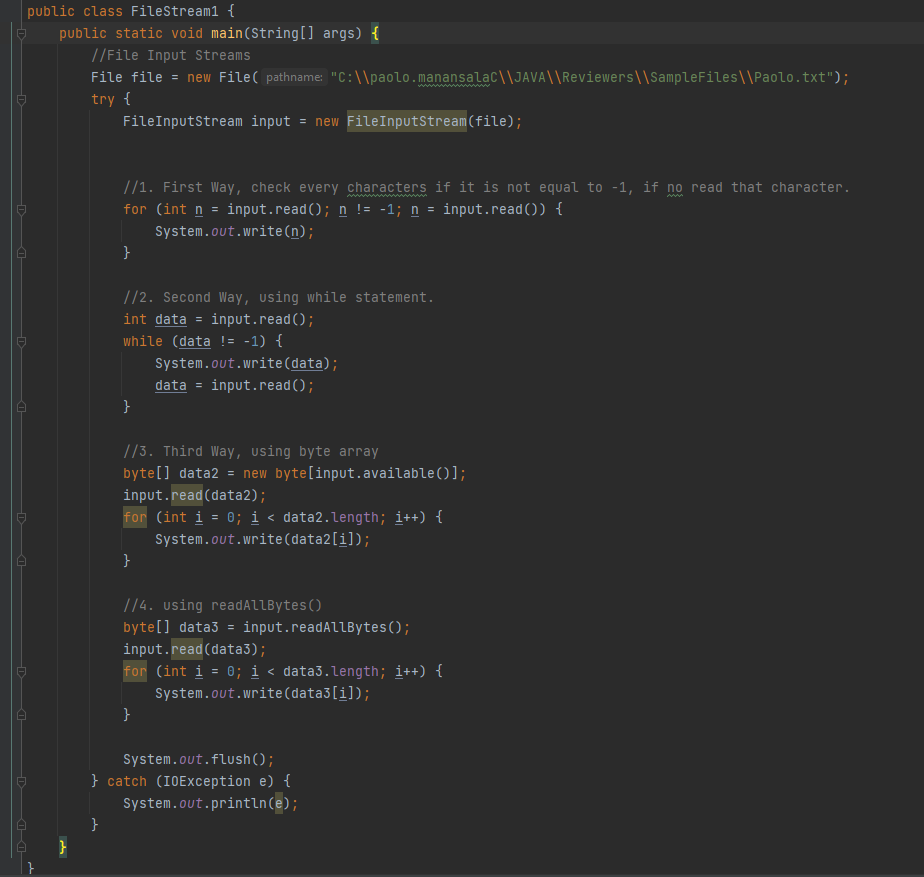 public class FileStream1 {
    public static void main(String[] args) {
        //File Input Streams
        File file = new File( pathname: "C:\\paolo.manansalaC\\JAVA\\Reviewers\\SampleFiles\\Paolo.txt");
        try {
            FileInputStream input = new FileInputStream(file);
            //1. First Way, check every characters if it is not equal to -1, if no read that character.
            for (int n = input.read(); n != -1; n = input.read()) {
                System.out.write(n);
            }
            //2. Second Way, using while statement.
            int data = input.read();
            while (data != -1) {
                System.out.write(data);
                data = input.read();
            }
            //3. Third Way, using byte array
            byte[] data2 = new byte[input.available()];
            input.read(data2);
            for (int i = 0; i < data2.length; i++) {
                System.out.write(data2[i]);
            }
            //4. using readAllBytes()
            byte[] data3 = input.readAllBytes();
            input.read(data3);
            for (int i = 0; i < data3.length; i++) {
                System.out.write(data3[i]);
            }
            System.out.flush();
        } catch (IOException e) {
            System.out.println(e);
        }
    }
}